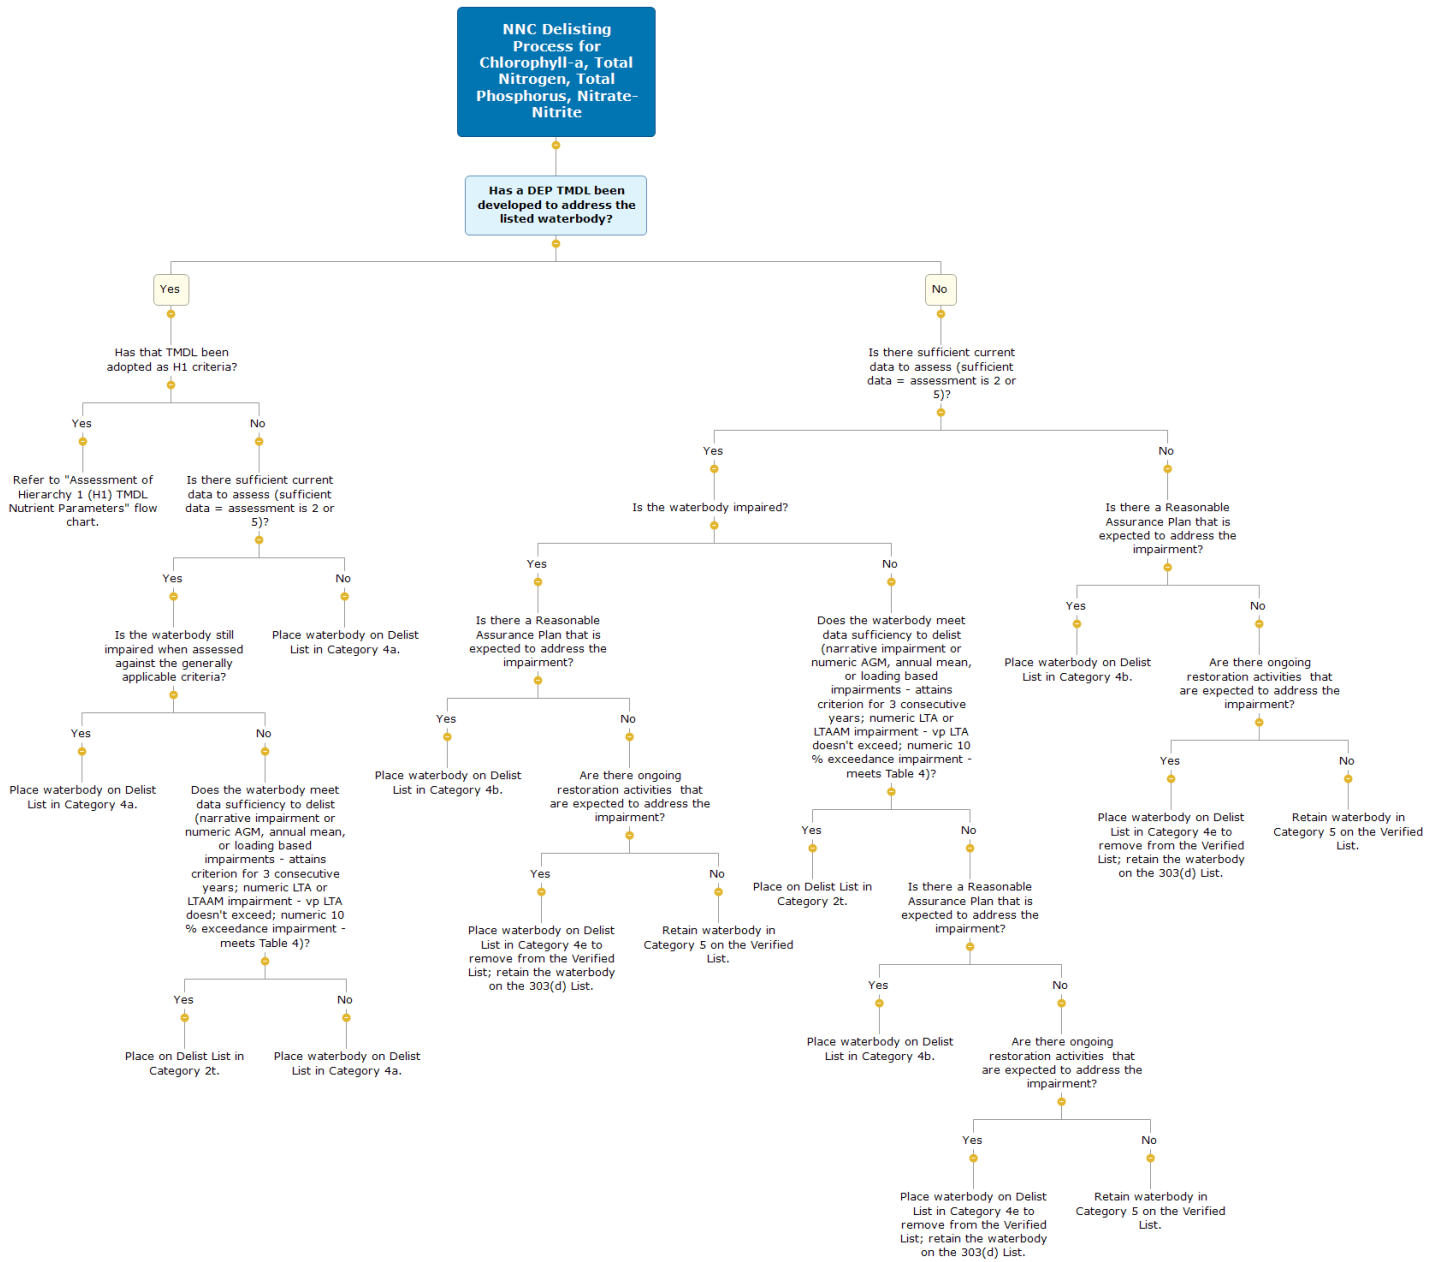 NNC Delisting
Process for
Chlorophyll-a, Total
Nitrogen, Total
Phosphorus, Nitrate-
Nitrite
Has a DEP TMDL been
developed to address the
listed waterbody?
Yes
Has that TMDL been
adopted as H1 criteria?
Yes
Refer to "Assessment of
Hierarchy 1 (H1) TMDL
Nutrient Parameters" flow
chart.
No
Is there sufficient current
data to assess (sufficient
data = assessment is 2 or
5)?
Yes
Is the waterbody still
impaired when assessed
against the generally
applicable criteria?
Yes
Place waterbody on Delist
List in Category 4a.
No
Does the waterbody meet
data sufficiency to delist
(narrative impairment or
numeric AGM, annual mean,
or loading based
impairments - attains
criterion for 3 consecutive
years; numeric LTA or
LTAAM impairment - vp LTA
doesn't exceed; numeric 10
% exceedance impairment -
meets Table 4)?
Yes
Place on Delist List in
Category 2t.
No
Place waterbody on Delist
List in Category 4a.
No
Place waterbody on Delist
List in Category 4a.
No
Is there sufficient current
data to assess (sufficient
data = assessment is 2 or
5)?
Yes
Is the waterbody impaired?
Yes
Is there a Reasonable
Assurance Plan that is
expected to address the
impairment?
Yes
Place waterbody on Delist
List in Category 4b.
No
Are there ongoing
restoration activities  that
are expected to address the
impairment?
Yes
Place waterbody on Delist
List in Category 4e to
remove from the Verified
List; retain the waterbody
on the 303(d) List.
No
Retain waterbody in
Category 5 on the Verified
List.
No
Does the waterbody meet
data sufficiency to delist
(narrative impairment or
numeric AGM, annual mean,
or loading based
impairments - attains
criterion for 3 consecutive
years; numeric LTA or
LTAAM impairment - vp LTA
doesn't exceed; numeric 10
% exceedance impairment -
meets Table 4)?
Yes
Place on Delist List in
Category 2t.
No
Is there a Reasonable
Assurance Plan that is
expected to address the
impairment?
Yes
Place waterbody on Delist
List in Category 4b.
No
Are there ongoing
restoration activities  that
are expected to address the
impairment?
Yes
Place waterbody on Delist
List in Category 4e to
remove from the Verified
List; retain the waterbody
on the 303(d) List.
No
Retain waterbody in
Category 5 on the Verified
List.
No
Is there a Reasonable
Assurance Plan that is
expected to address the
impairment?
Yes
Place waterbody on Delist
List in Category 4b.
No
Are there ongoing
restoration activities  that
are expected to address the
impairment?
Yes
Place waterbody on Delist
List in Category 4e to
remove from the Verified
List; retain the waterbody
on the 303(d) List.
No
Retain waterbody in
Category 5 on the Verified
List.